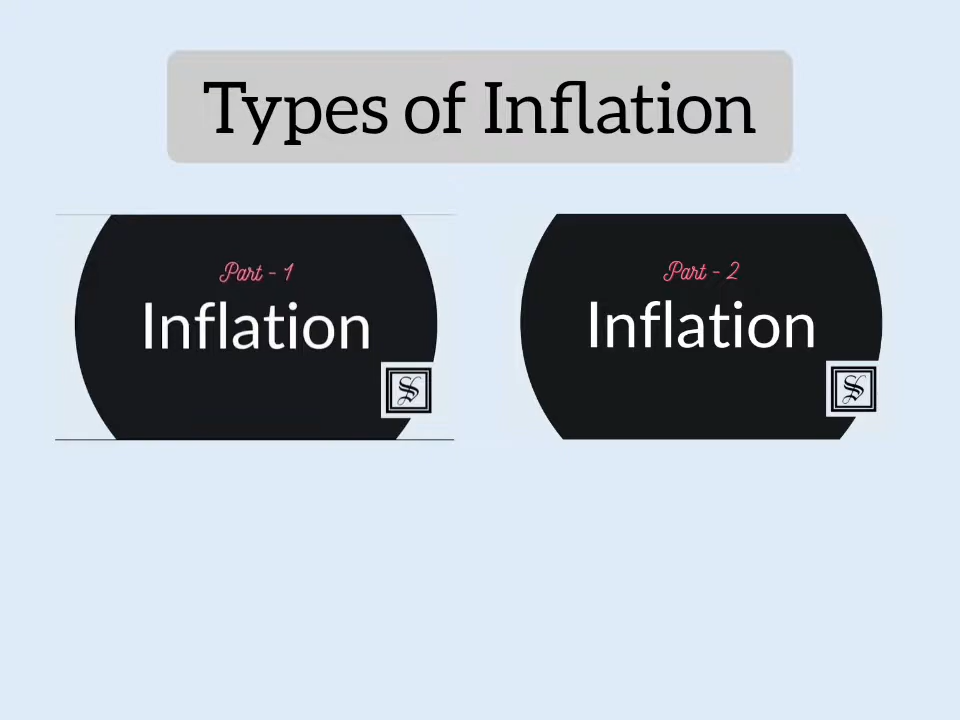 Types of Inflation
Part - 1
Inflation
Part - 2
Inflation